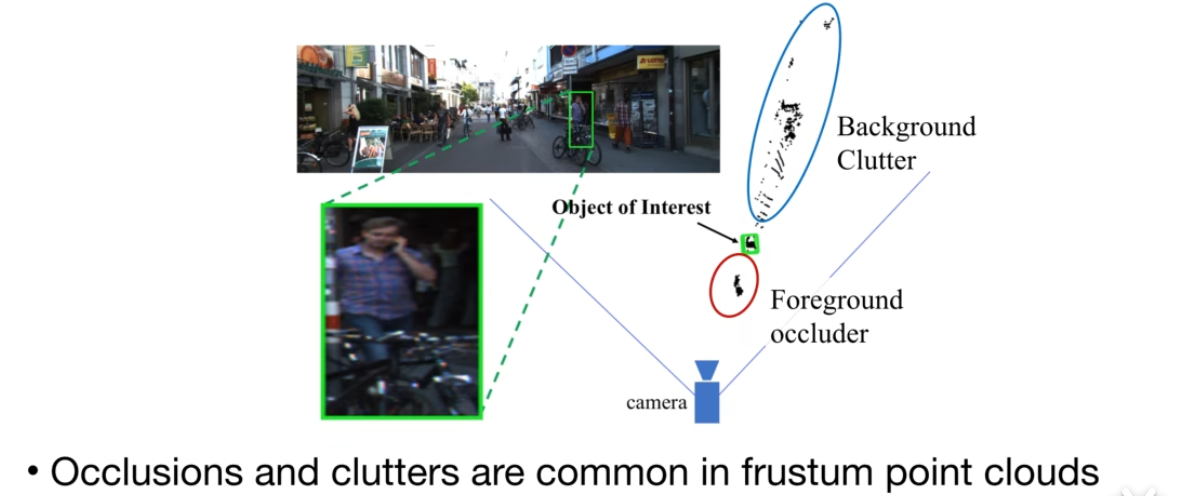 Background
Clutter
Object of Interest
Foreground
occluder
camera
• Occlusions and clutters are common in frustum point clouds